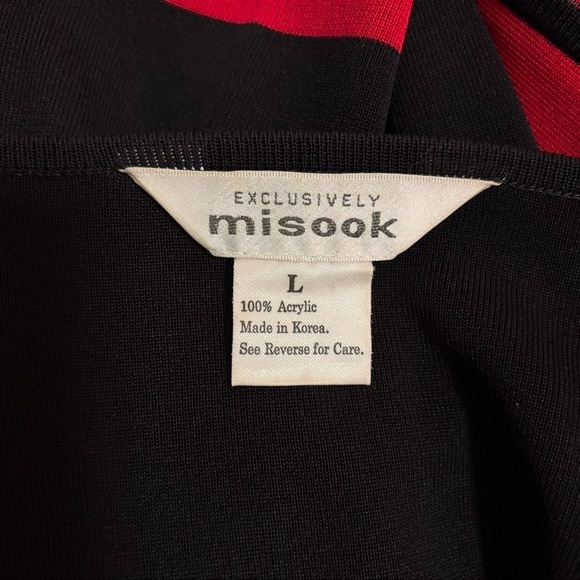 EXCLUSIVELY
misook
L
100% Acrylic
Made in Korea.
See Reverse for Care.